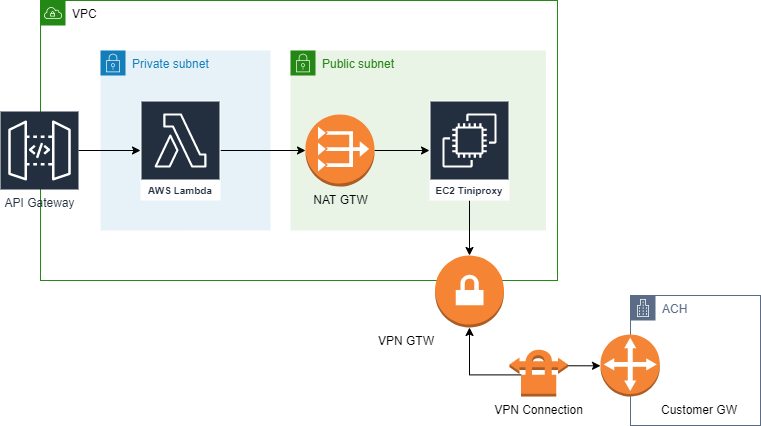 VPC
Private subnet
Public subnet
API Gateway
AWS Lambda
NAT GTW
EC2 Tiniproxy
VPN GTW
ACH
VPN Connection
Customer GW